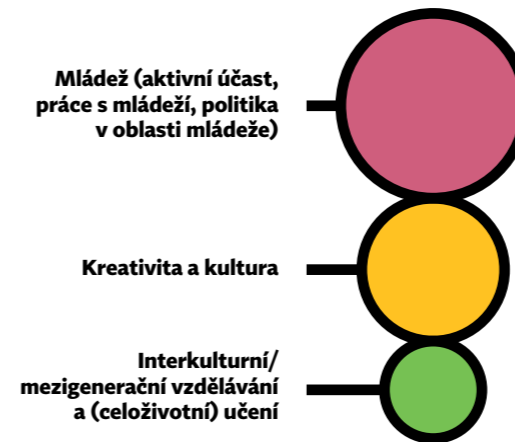 Mládež (aktivní účast,
práce s mládeží, politika
v oblasti mládeže)
Kreativita a kultura
Interkulturní/
mezigenerační vzdělávání
a (celoživotní) učení